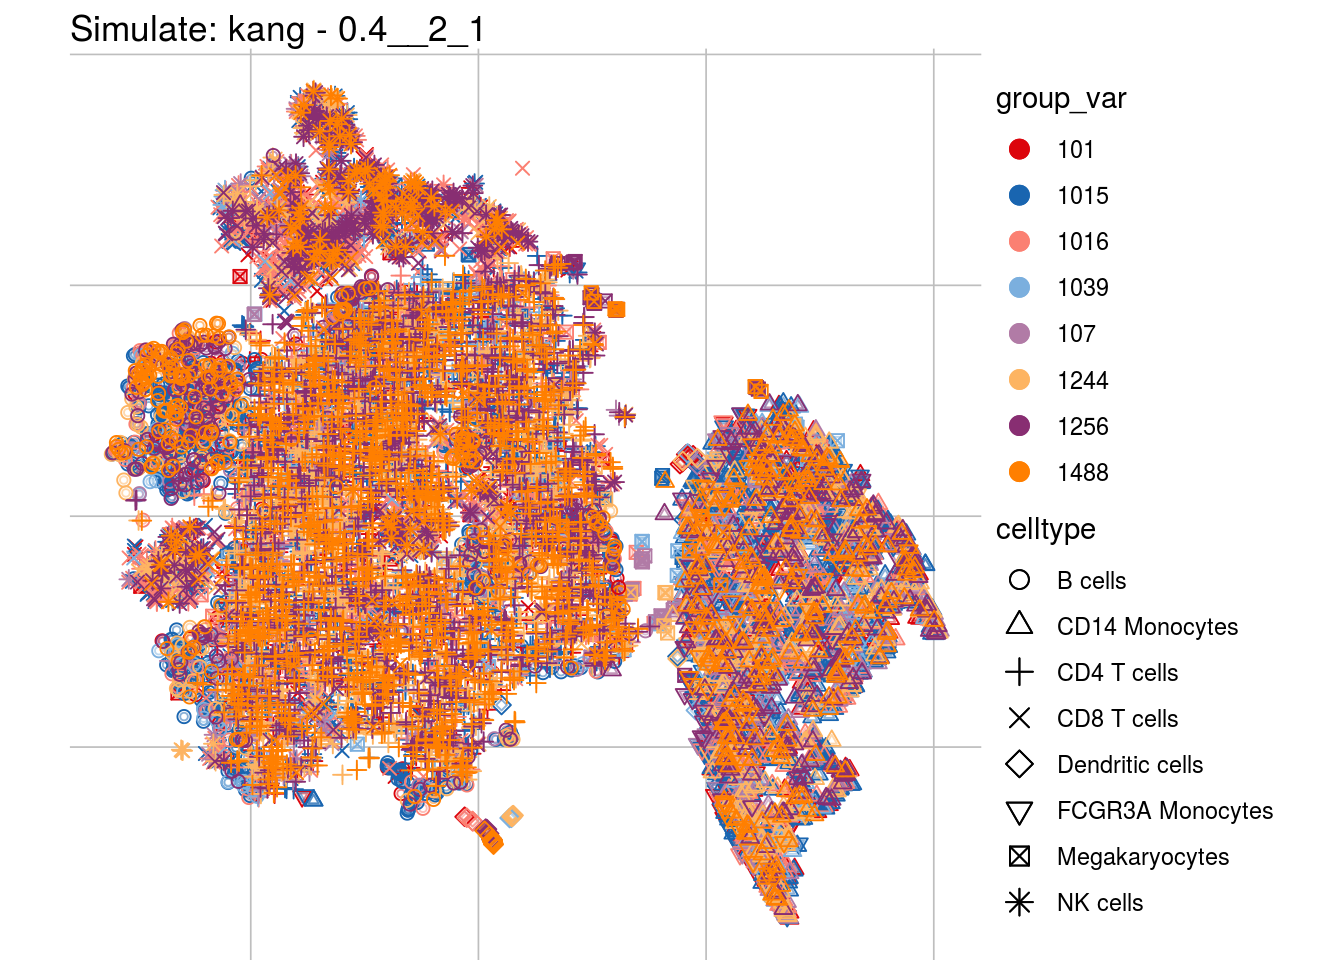 Simulate: kang - 0.4__2_1
group_var
101
1015
1016
1039
107
1244
1256
1488
celltype
B cells
CD14 Monocytes
CD4 T cells
CD8 T cells
Dendritic cells
FCGR3A Monocytes
Megakaryocytes
NK cells